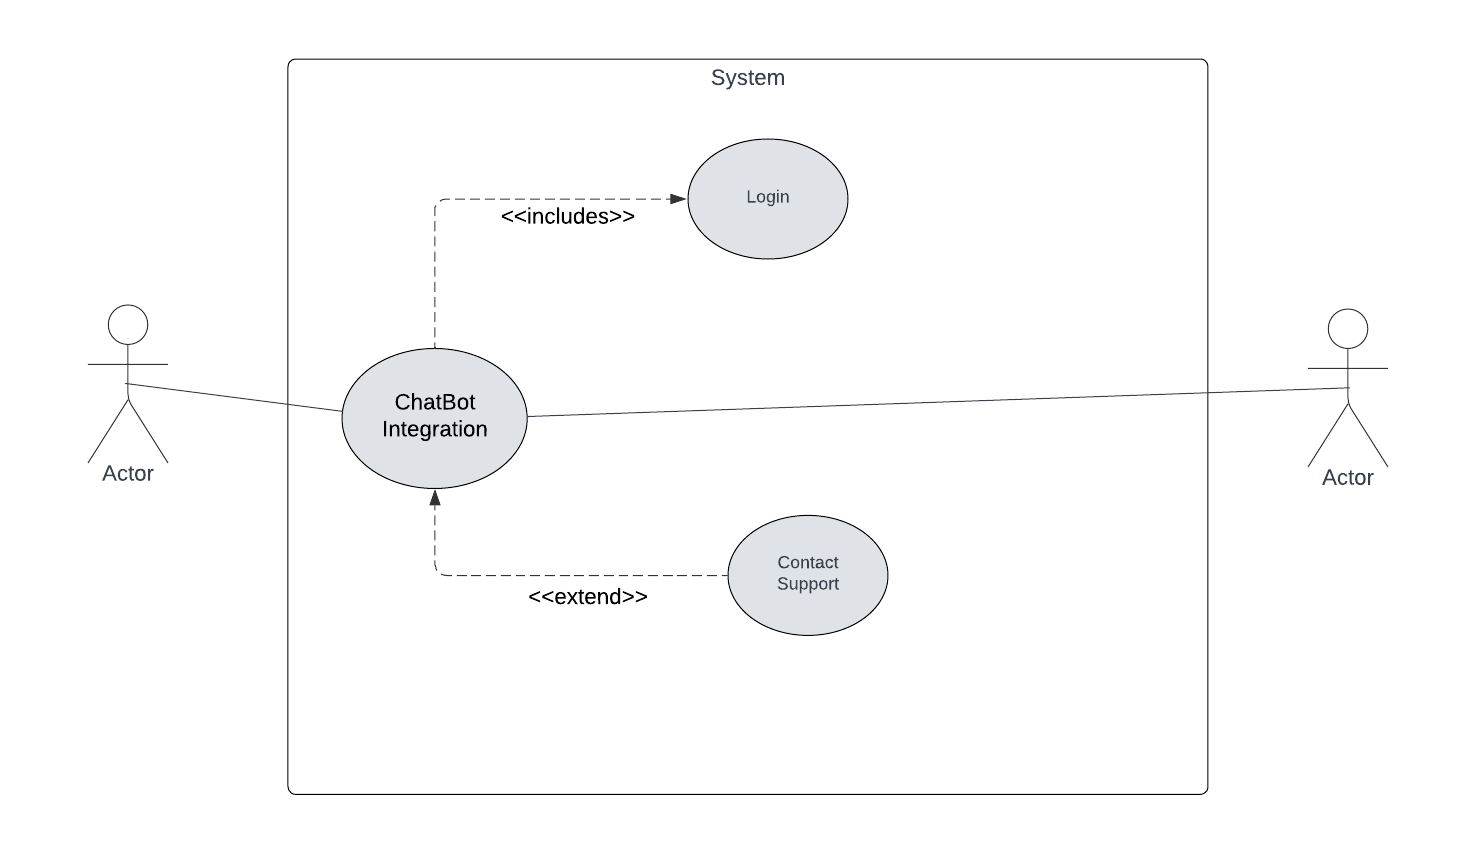 System
Login
<<includes>>
ChatBot
Integration
Actor
Actor
Contact
Support
<<extend>>